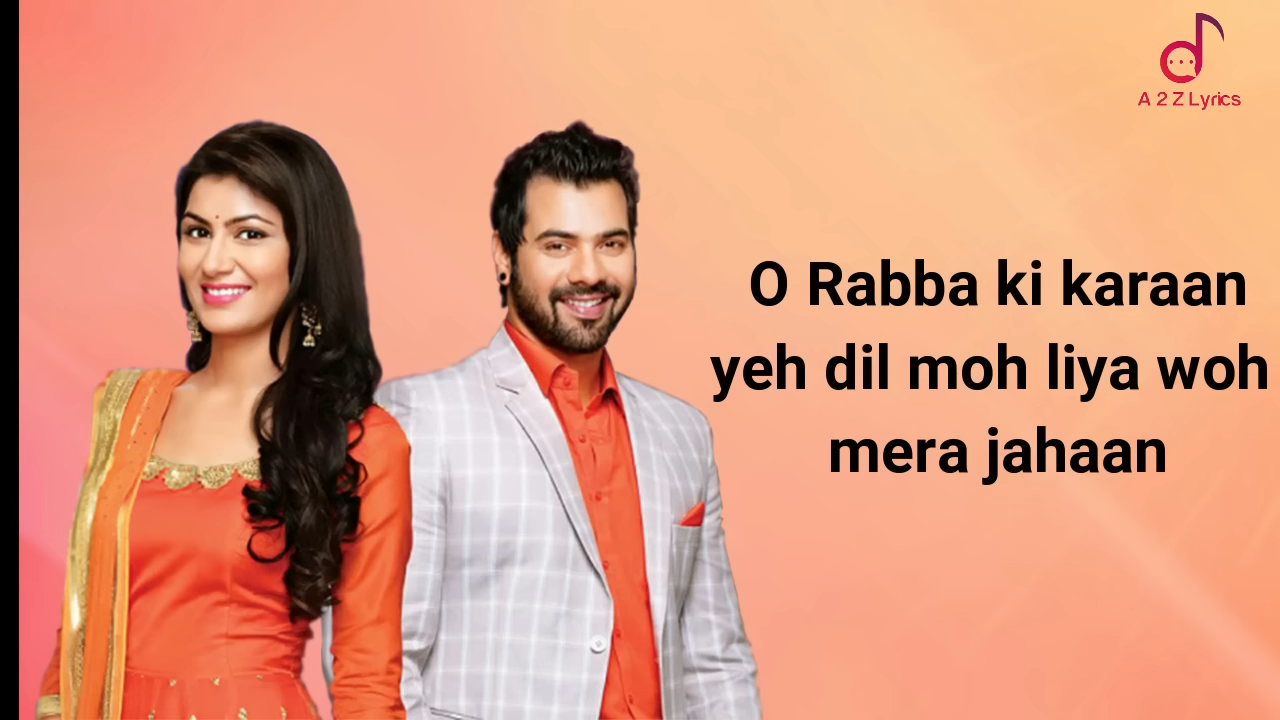 A 2 Z Lyrics
O Rabba ki karaan
yeh dil moh liya woh
mera jahaan